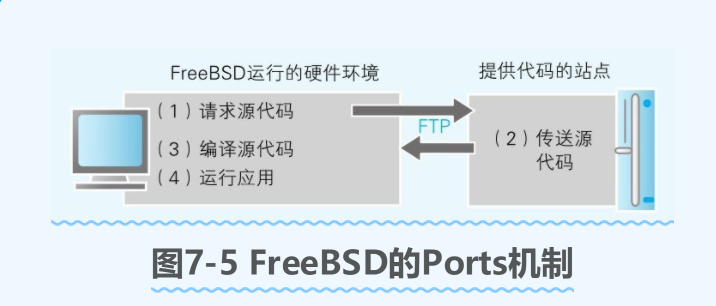 FreeBSD运行的硬件环境
提供代码的站点
（1）请求源代码
FTP
（2）传送源
代码
（3）编译源代码
（4）运行应用
图7-5 FreeBSD的Ports机制